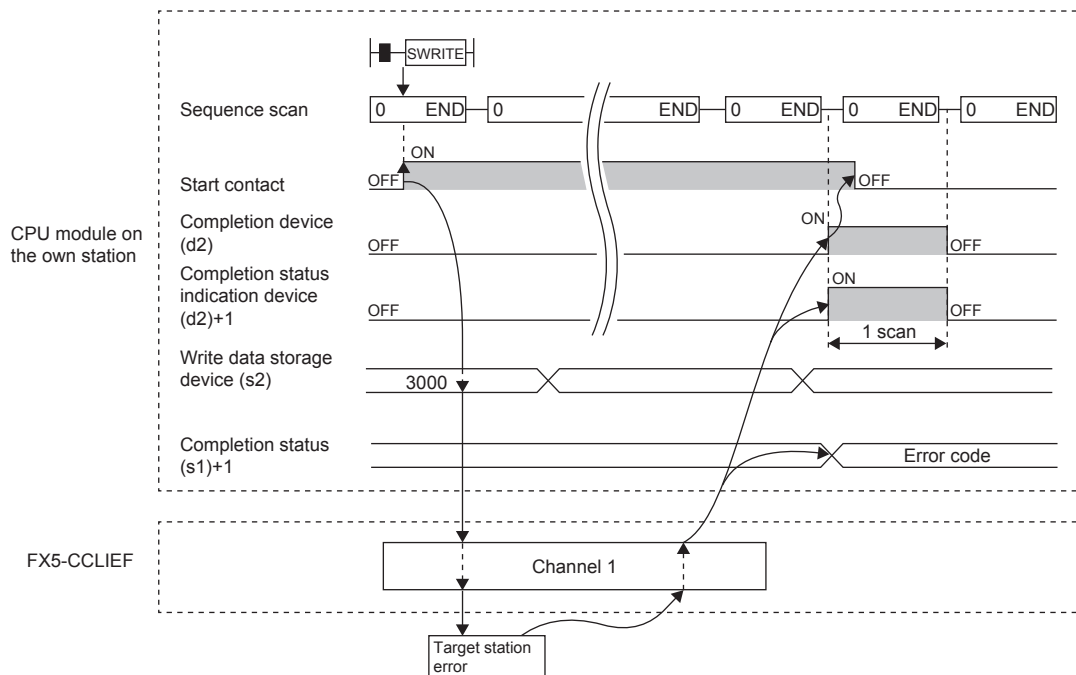 SWRITE
Sequence scan
0 END 0 END 0 END 0 END 0 END
ON
Start contact
OFF
OFF
Completion device
(d2)
ON
OFF
OFF
CPU module on
the own station
Completion status
indication device
(d2)+1
ON
OFF
OFF
1 scan
Write data storage
device (s2)
3000
Completion status
(s1)+1
Error code
FX5-CCLIEF
Channel 1
Target station
error